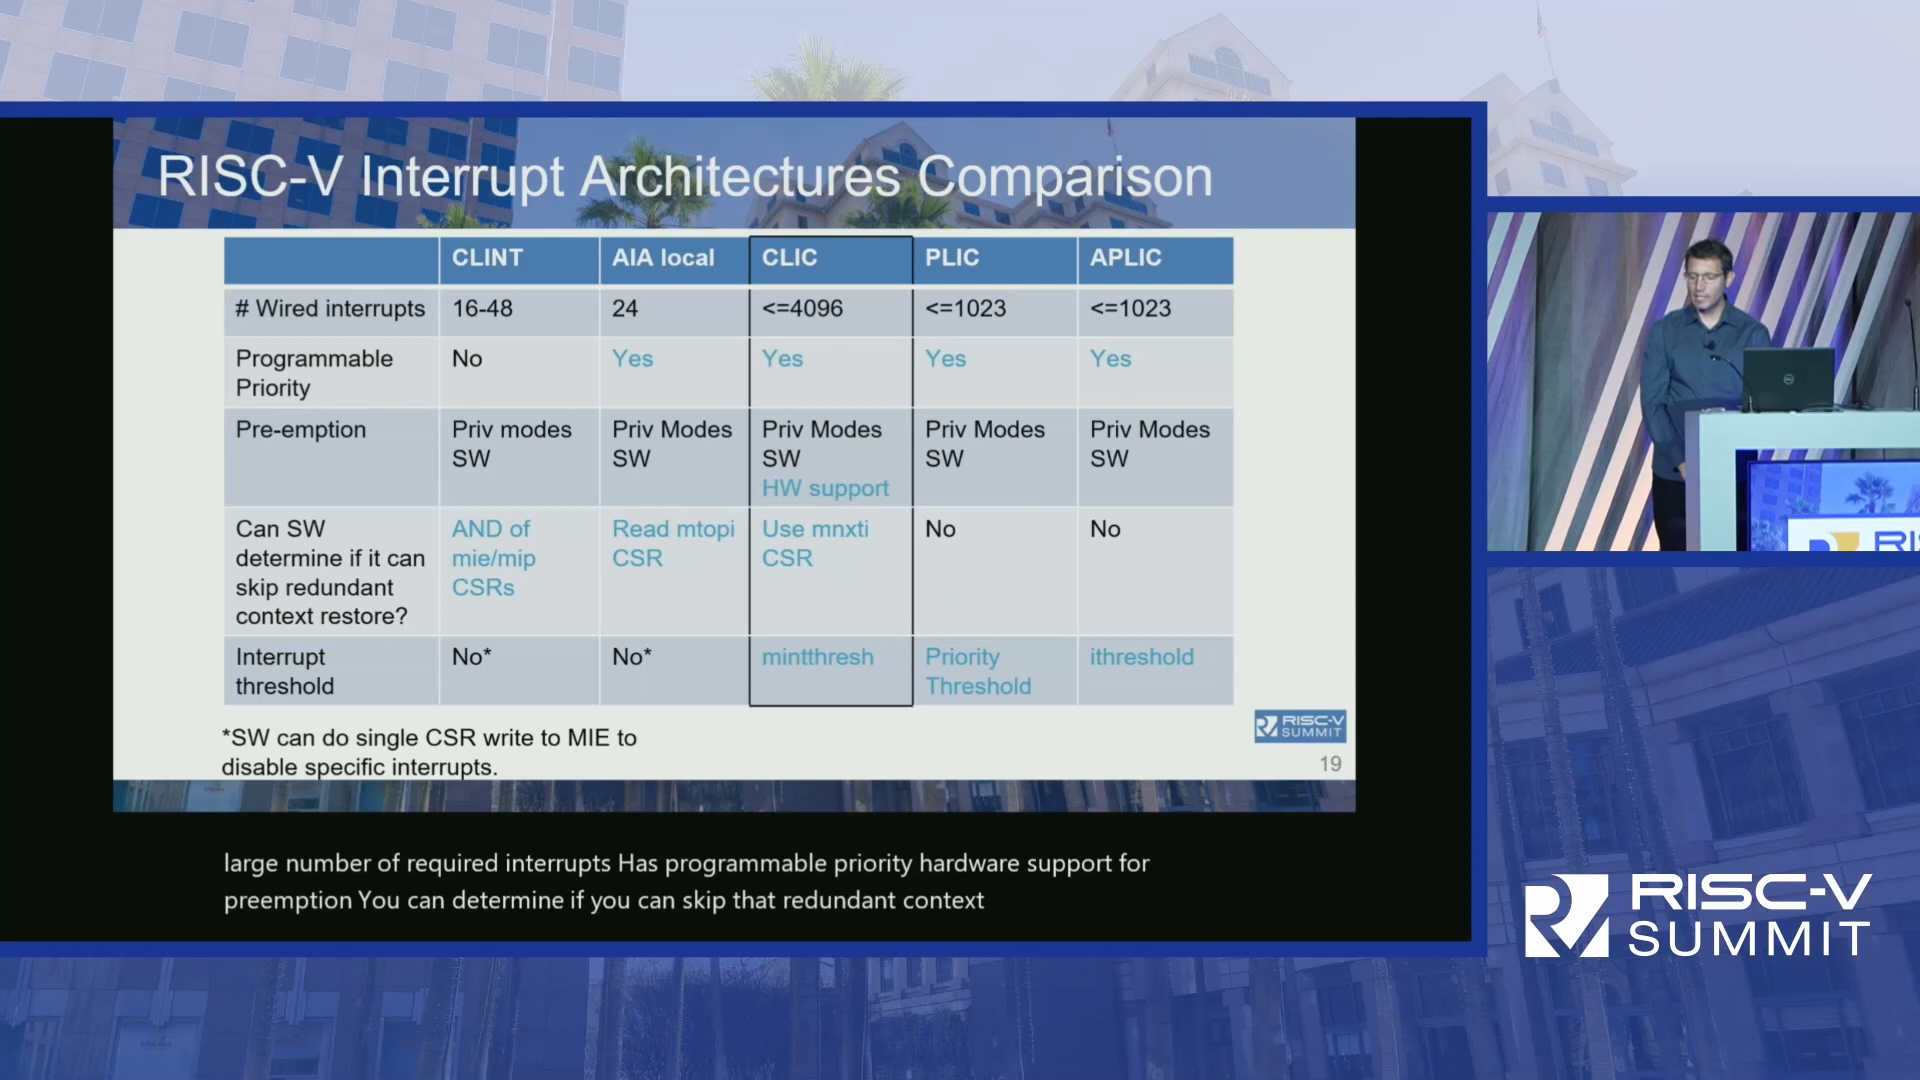 RISC-V Interrupt Architectures Comparison
CLINT AIA local CLIC PLIC APLIC
# Wired interrupts 16-48 24 <=4096 <=1023 <=1023
Programmable Priority No Yes Yes Yes Yes
Pre-emption Priv modes SW Priv Modes SW Priv Modes SW HW support Priv Modes SW Priv Modes SW
Can SW determine if it can skip redundant context restore? AND of mie/mip CSRs Read mtopi CSR Use mnxti CSR No No
Interrupt threshold No* No* mintthresh Priority Threshold ithreshold
*SW can do single CSR write to MIE to
disable specific interrupts.
RISC-V
SUMMIT
19
large number of required interrupts Has programmable priority hardware support for
preemption You can determine if you can skip that redundant context
RISC-V
SUMMIT